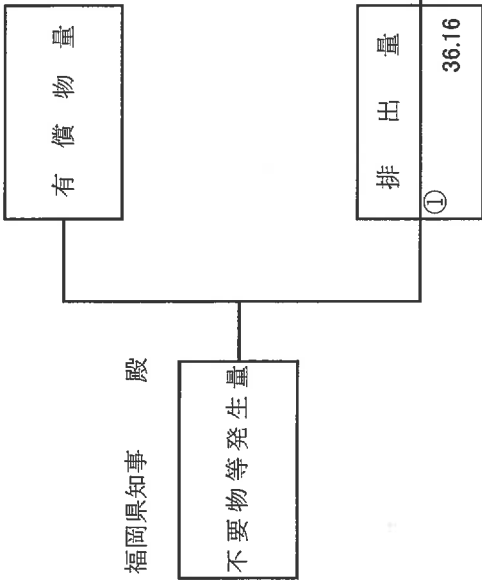 福岡県知事　殿
不要物等発生量
有償物量
排出量
①
36.16